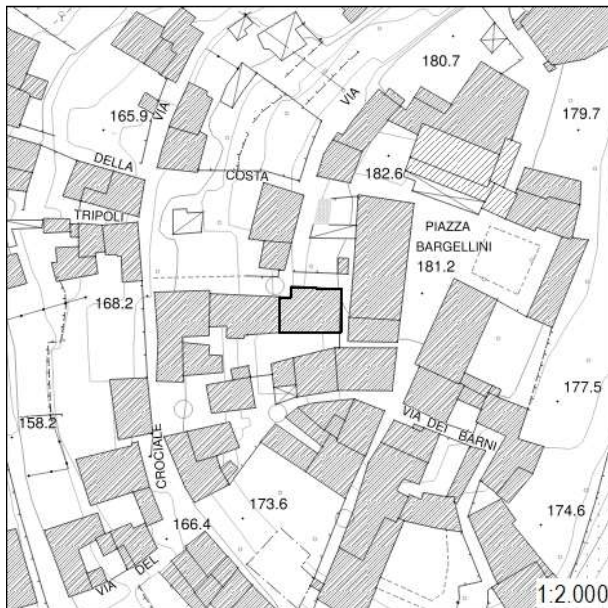 180.7
179.7
165.9
VIA
VIA
DELLA
COSTA
182.6
TRIPOLI
PIAZZA
BARGELLINI
181.2
168.2
177.5
158.2
VIA DEI BARNI
CROCIALE
173.6
174.6
166.4
VIA DEL
1:2.000